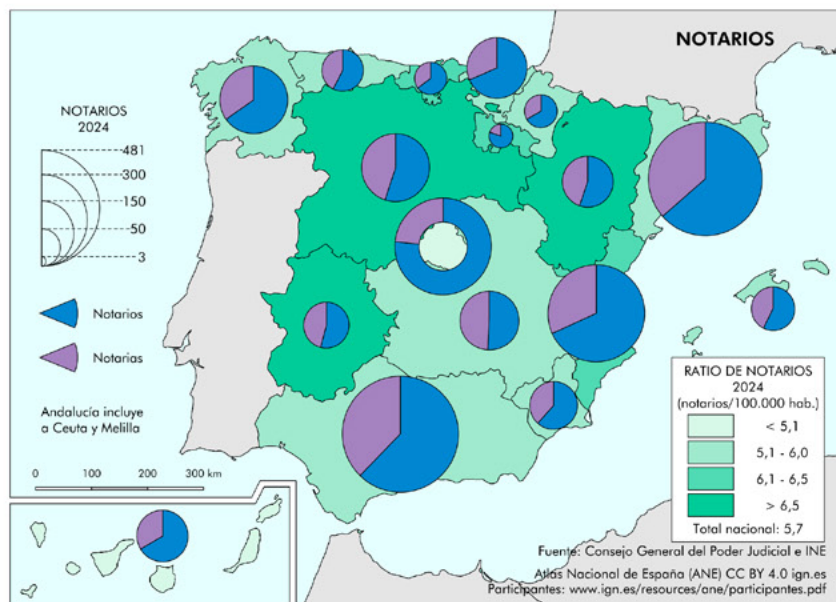 NOTARIOS
NOTARIOS
2024
481
300
150
50
3
Notarios
Notarias
Andalucía incluye
a Ceuta y Melilla
0 100 200 300 km
RATIO DE NOTARIOS
2024
(notarios/100.000 hab.)
< 5,1
5,1 - 6,0
6,1 - 6,5
> 6,5
Total nacional: 5,7
Fuente: Consejo General del Poder Judicial e INE
Atlas Nacional de España (ANE) CC BY 4.0 ign.es
Participantes: www.ign.es/resources/ane/participantes.pdf